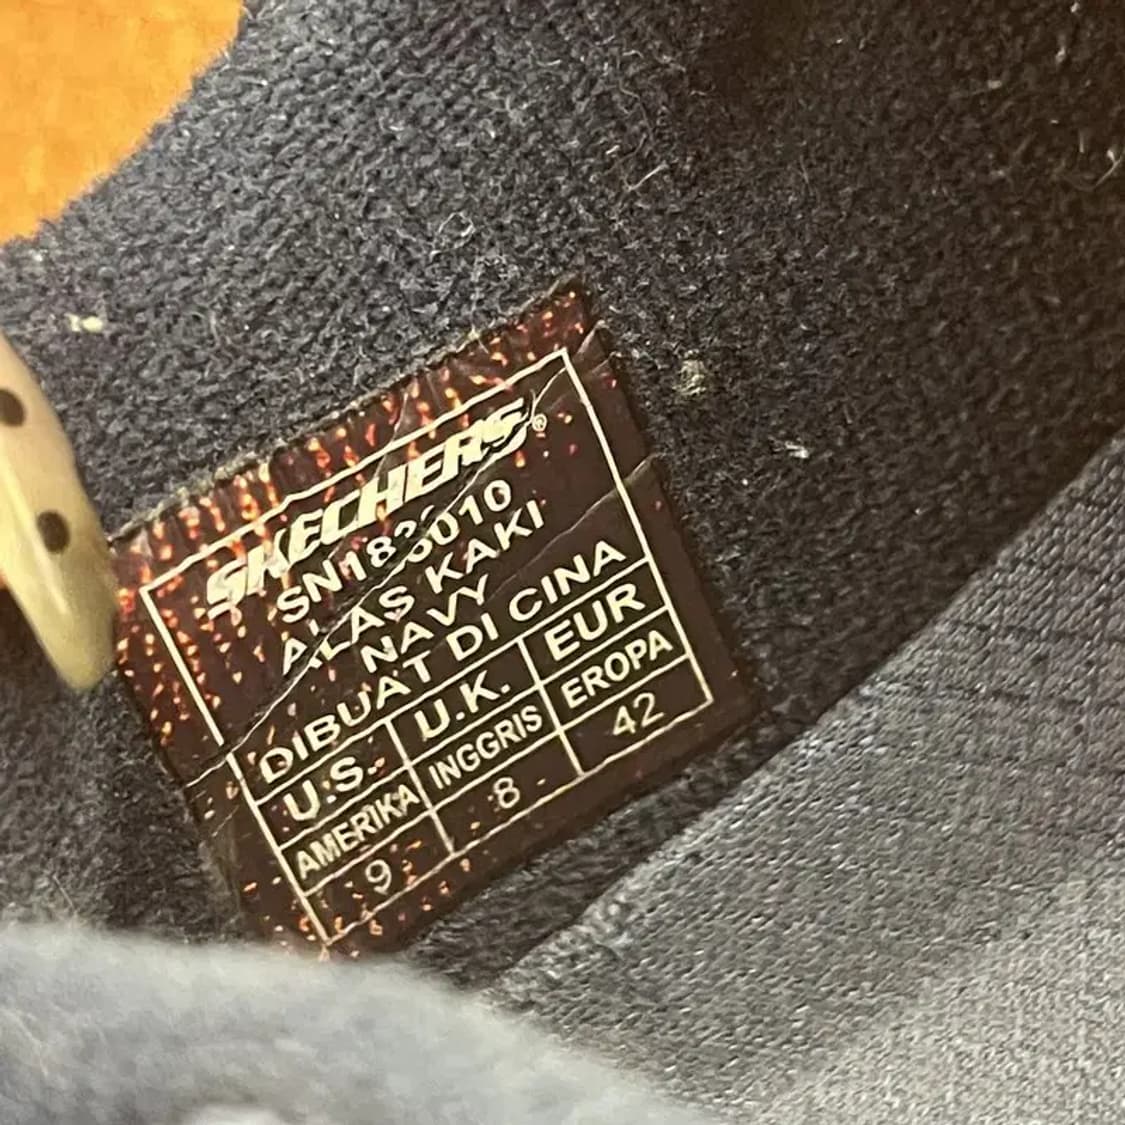 SKECHERS®
ALAS KAKI
NAVY
DIBUAT DI CINA
U.S. U.K. EUR
AMERIKA INGGRIS EROPA
9 8 42